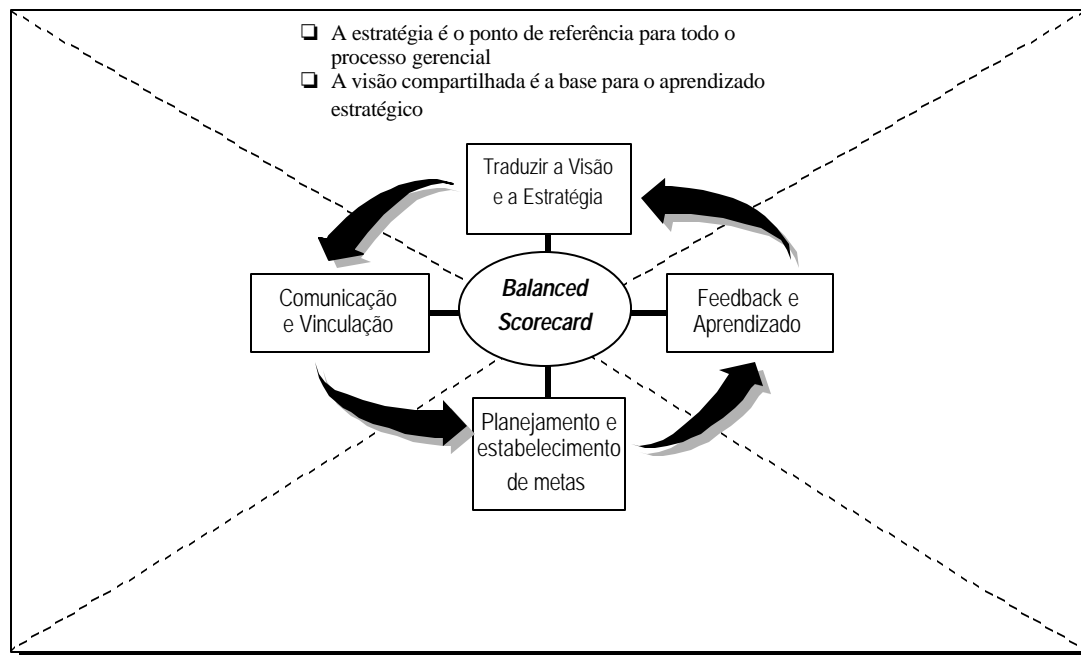 ❏ A estratégia é o ponto de referência para todo o
processo gerencial
❏ A visão compartilhada é a base para o aprendizado
estratégico
Traduzir a Visão
e a Estratégia
Comunicação
e Vinculação
Balanced
Scorecard
Feedback e
Aprendizado
Planejamento e
estabelecimento
de metas